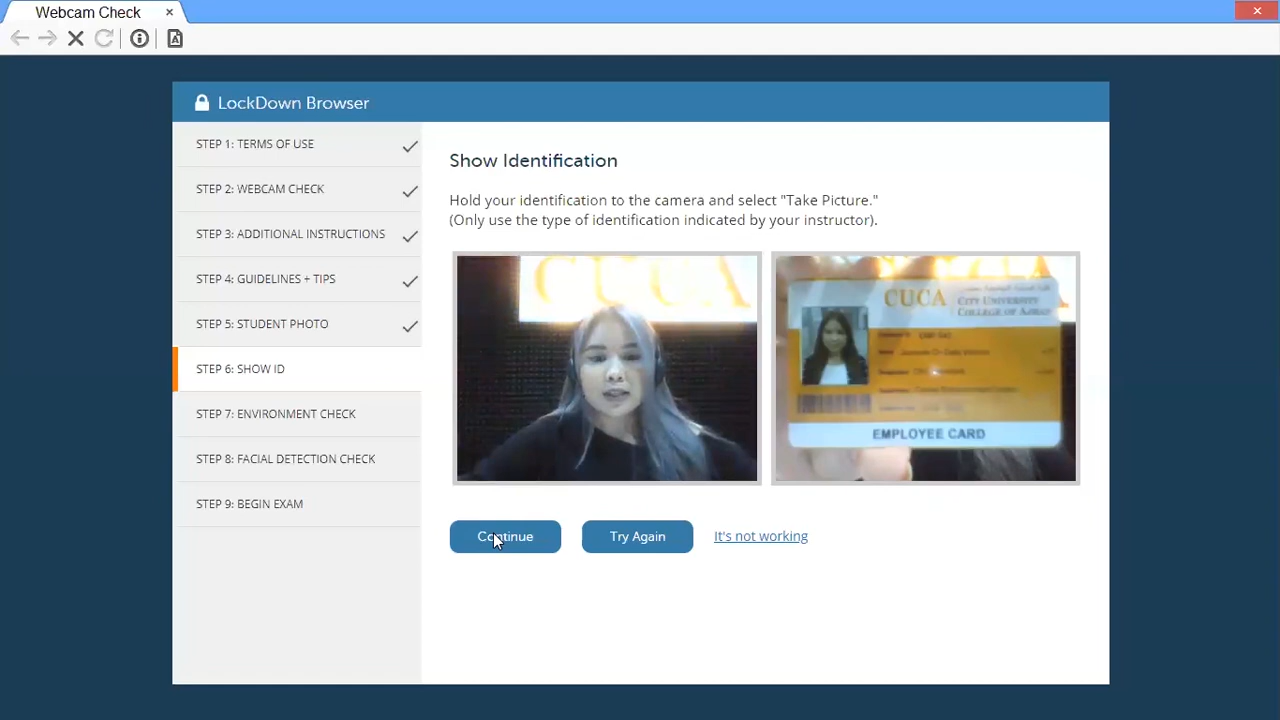 Webcam Check
LockDown Browser
STEP 1: TERMS OF USE
STEP 2: WEBCAM CHECK
STEP 3: ADDITIONAL INSTRUCTIONS
STEP 4: GUIDELINES + TIPS
STEP 5: STUDENT PHOTO
STEP 6: SHOW ID
STEP 7: ENVIRONMENT CHECK
STEP 8: FACIAL DETECTION CHECK
STEP 9: BEGIN EXAM
Show Identification
Hold your identification to the camera and select "Take Picture."
(Only use the type of identification indicated by your instructor).
CUCA
CUCA
CITY UNIVERSITY
COLLEGE OF AJMAN
EMPLOYEE CARD
Continue
Try Again
It's not working